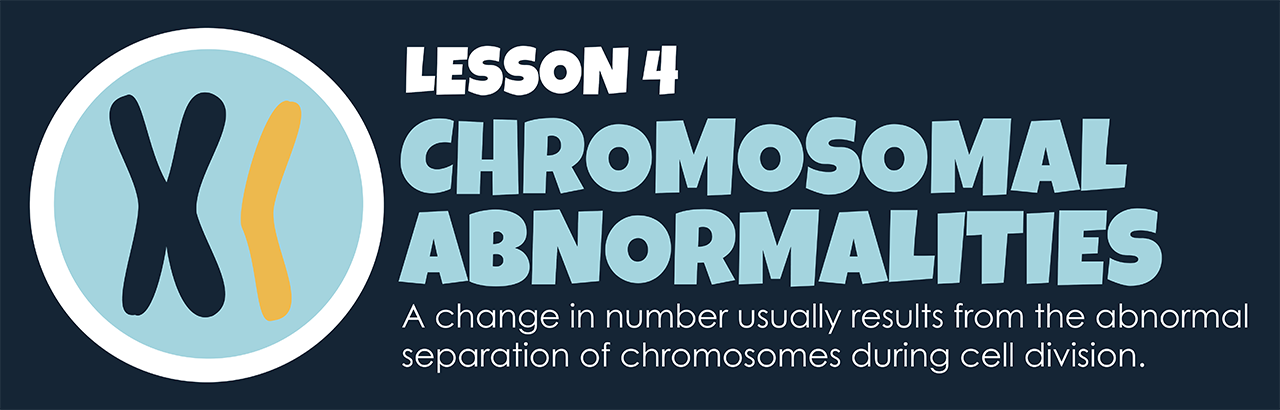 LESSON 4
CHROMOSOMAL
ABNORMALITIES
A change in number usually results from the abnormal
separation of chromosomes during cell division.